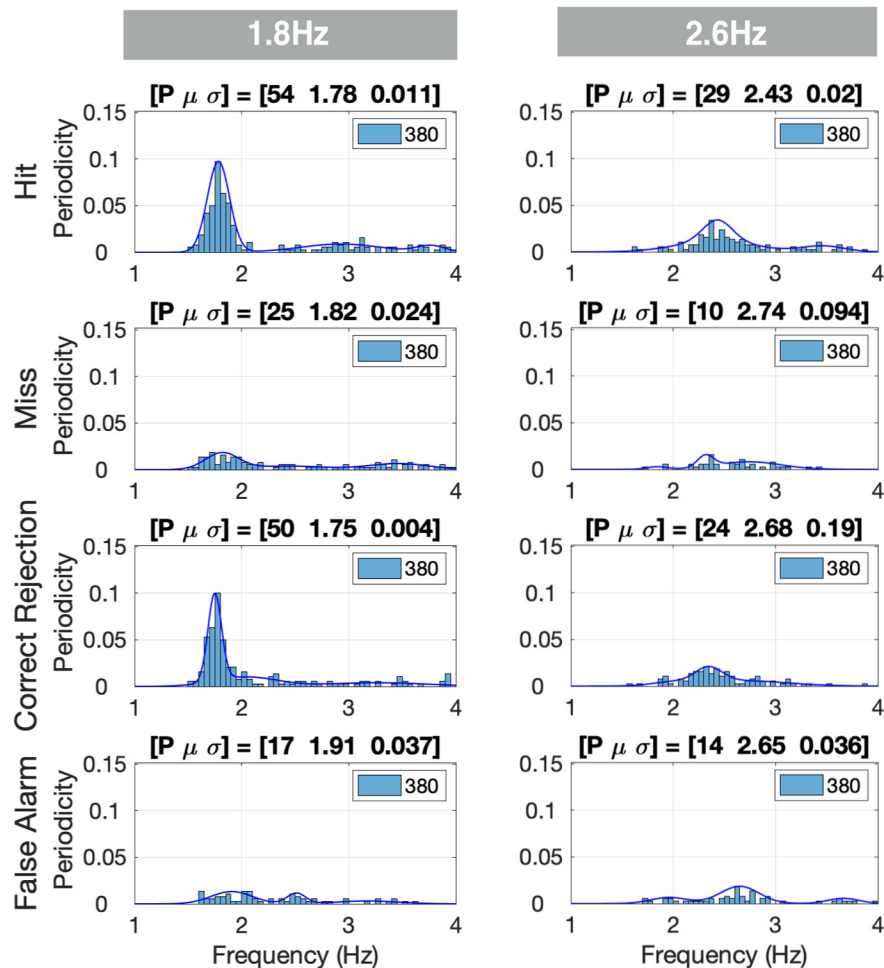 1.8Hz
2.6Hz
Hit
Periodicity
[P μ σ] = [54 1.78 0.011]
0.15
0.1
0.05
0
380
1 2 3 4
[P μ σ] = [29 2.43 0.02]
0.15
0.1
0.05
0
380
1 2 3 4
Miss
Periodicity
[P μ σ] = [25 1.82 0.024]
0.15
0.1
0.05
0
380
1 2 3 4
[P μ σ] = [10 2.74 0.094]
0.15
0.1
0.05
0
380
1 2 3 4
Correct Rejection
Periodicity
[P μ σ] = [50 1.75 0.004]
0.15
0.1
0.05
0
380
1 2 3 4
[P μ σ] = [24 2.68 0.19]
0.15
0.1
0.05
0
380
1 2 3 4
False Alarm
Periodicity
[P μ σ] = [17 1.91 0.037]
0.15
0.1
0.05
0
380
1 2 3 4
Frequency (Hz)
[P μ σ] = [14 2.65 0.036]
0.15
0.1
0.05
0
380
1 2 3 4
Frequency (Hz)